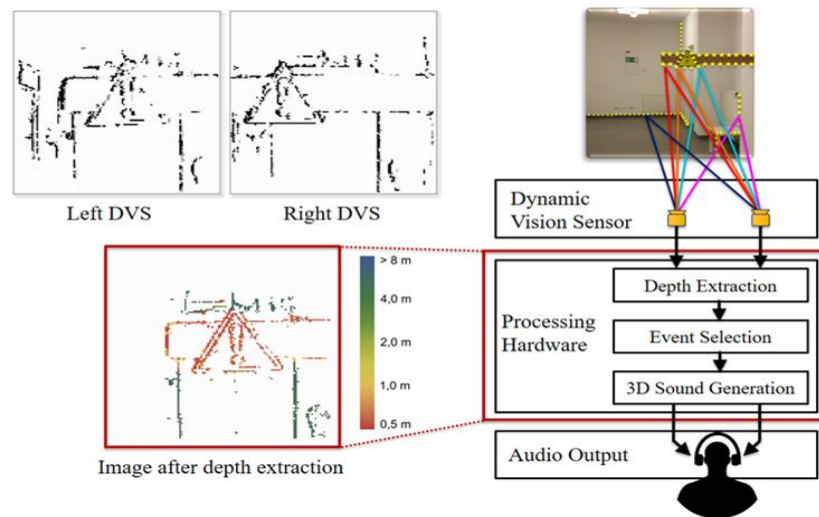 Left DVS
Right DVS
Dynamic
Vision Sensor
> 8 m
4,0 m
2,0 m
1,0 m
0,5 m
Image after depth extraction
Processing
Hardware
Depth Extraction
Event Selection
3D Sound Generation
Audio Output